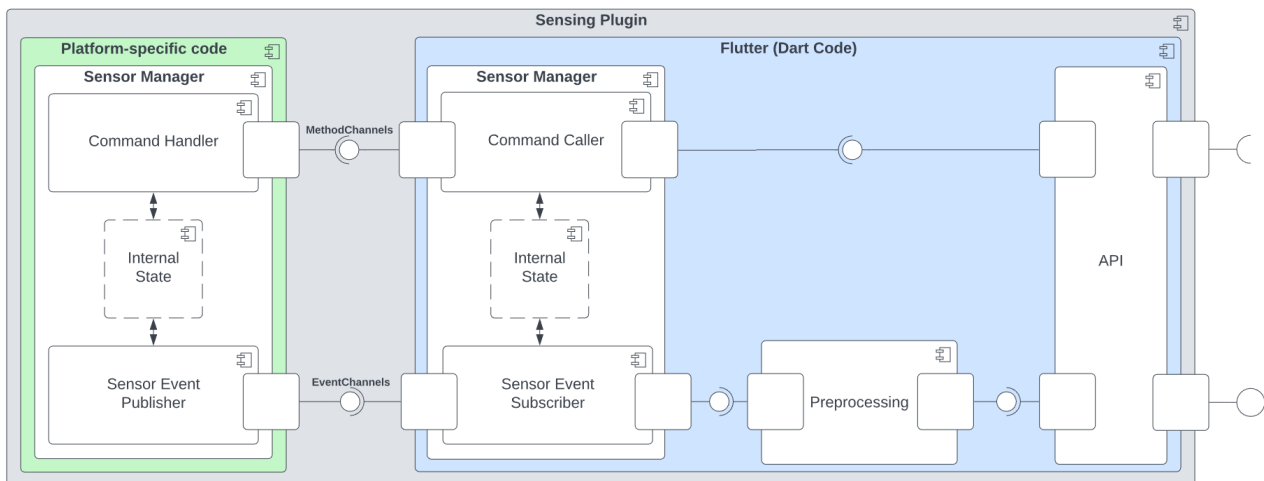 Sensing Plugin
Platform-specific code
Flutter (Dart Code)
Sensor Manager
Sensor Manager
Command Handler
MethodChannels
Command Caller
Internal
State
Internal
State
API
Sensor Event
Publisher
EventChannels
Sensor Event
Subscriber
Preprocessing